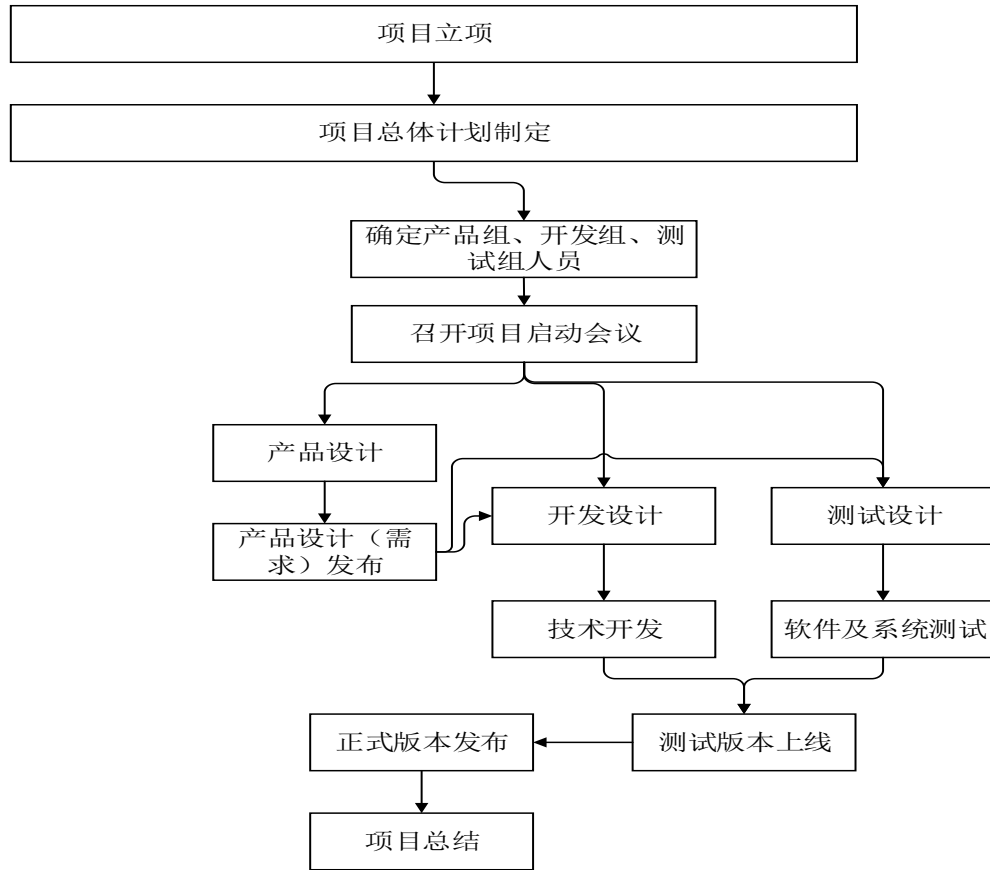 项目立项
项目总体计划制定
确定产品组、开发组、测
试组人员
召开项目启动会议
产品设计
产品设计（需
求）发布
开发设计
测试设计
技术开发
软件及系统测试
正式版本发布
测试版本上线
项目总结